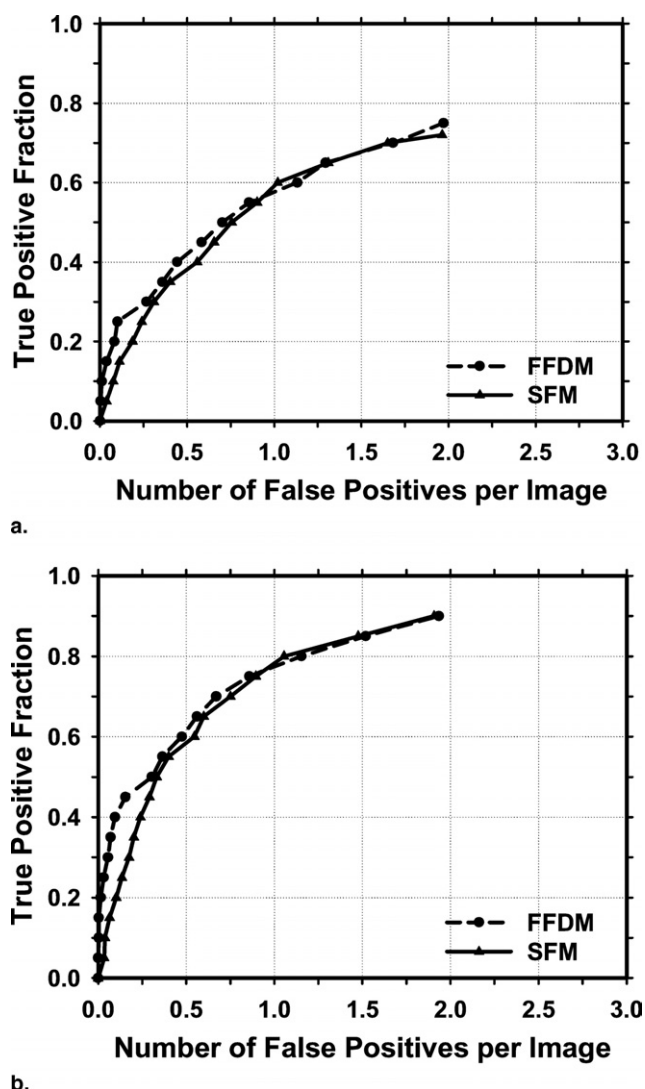 1.0
0.8
0.6
0.4
0.2
0.0
True Positive Fraction
FFDM
SFM
0.0 0.5 1.0 1.5 2.0 2.5 3.0
Number of False Positives per Image
a.
1.0
0.8
0.6
0.4
0.2
0.0
True Positive Fraction
FFDM
SFM
0.0 0.5 1.0 1.5 2.0 2.5 3.0
Number of False Positives per Image
b.